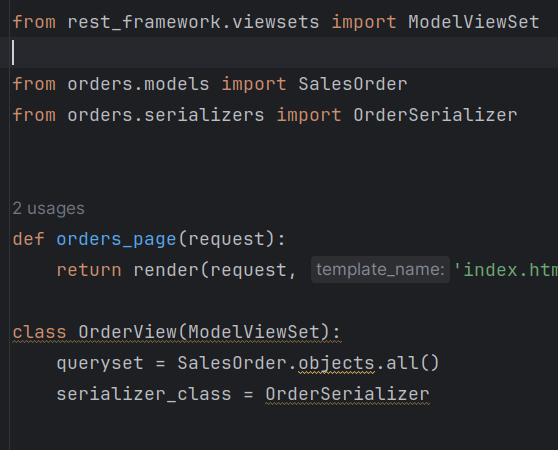 from rest_framework.viewsets import ModelViewSet
from orders.models import SalesOrder
from orders.serializers import OrderSerializer
2 usages
def orders_page(request):
return render(request, template_name: 'index.htm
class OrderView(ModelViewSet):
queryset = SalesOrder.objects.all()
serializer_class = OrderSerializer